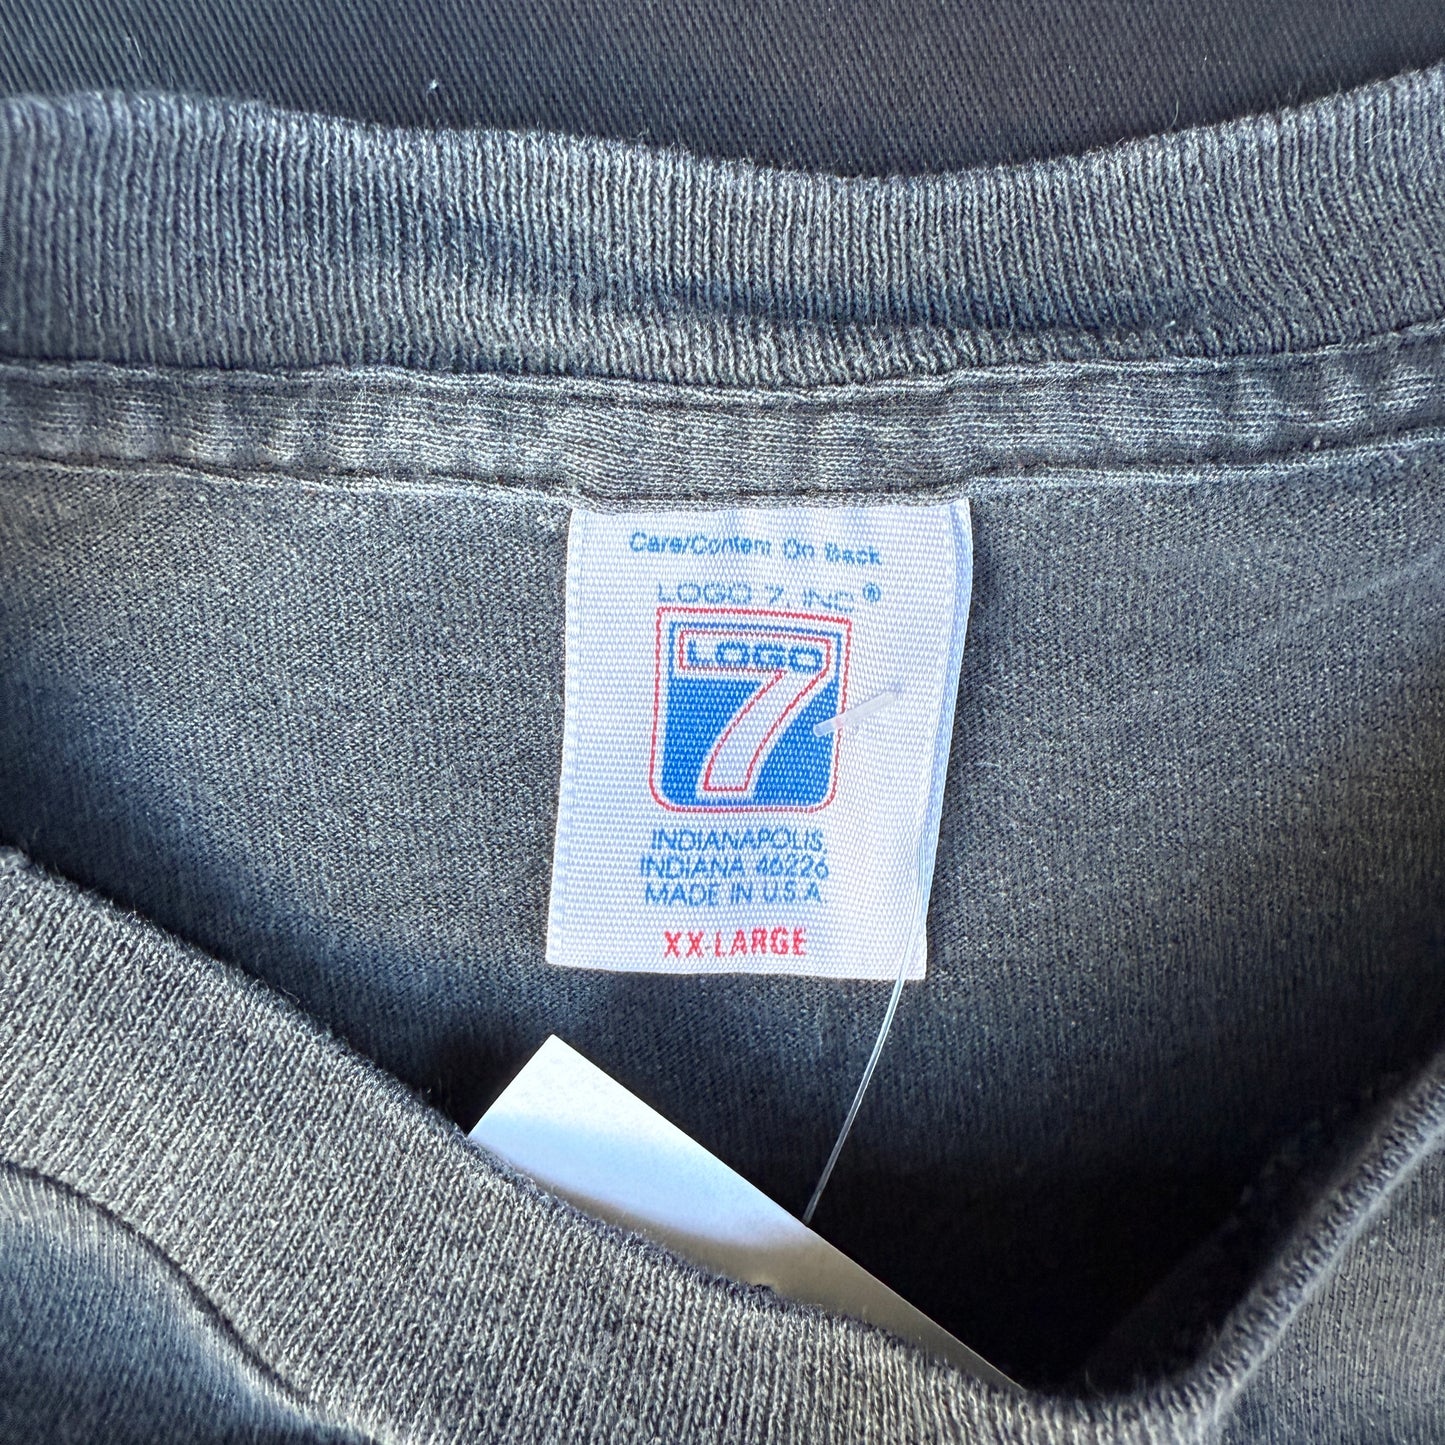 Care/Content On Back
LOGO 7, INC®
LOGO
7
INDIANAPOLIS,
INDIANA 46226
MADE IN U.S.A
XX-LARGE